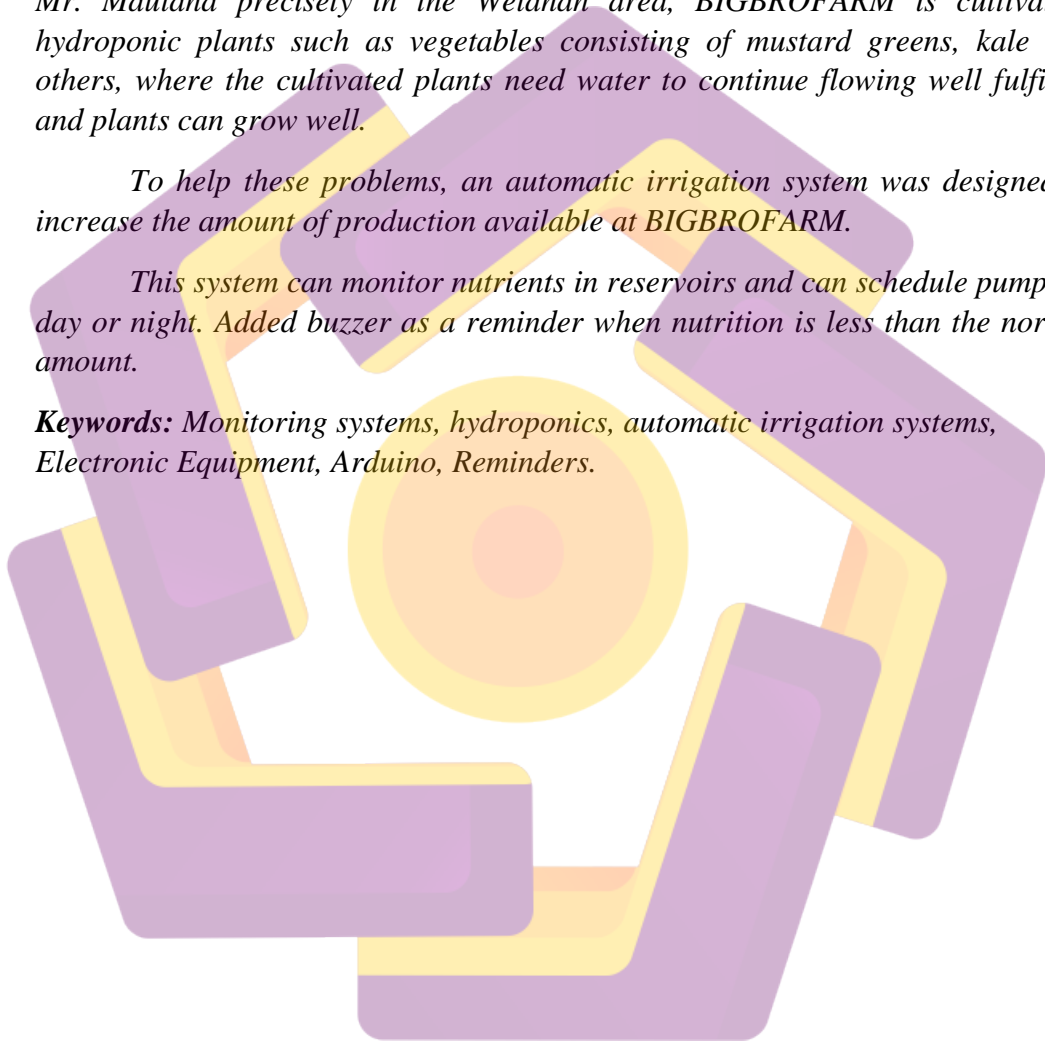 Mr. Maulana precisely in the Welahan area, BIGBROFARM is
hydroponic plants such as vegetables consisting of mustard greens, kale
others, where the cultivated plants need water to continue flowing well
and plants can grow well.
To help these problems, an automatic irrigation system was designed
increase the amount of production available at BIGBROFARM.
This system can monitor nutrients in reservoirs and can schedule
day or night. Added buzzer as a reminder when nutrition is less than the
amount.
Keywords: Monitoring systems, hydroponics, automatic irrigation systems,
Electronic Equipment, Arduino, Reminders.